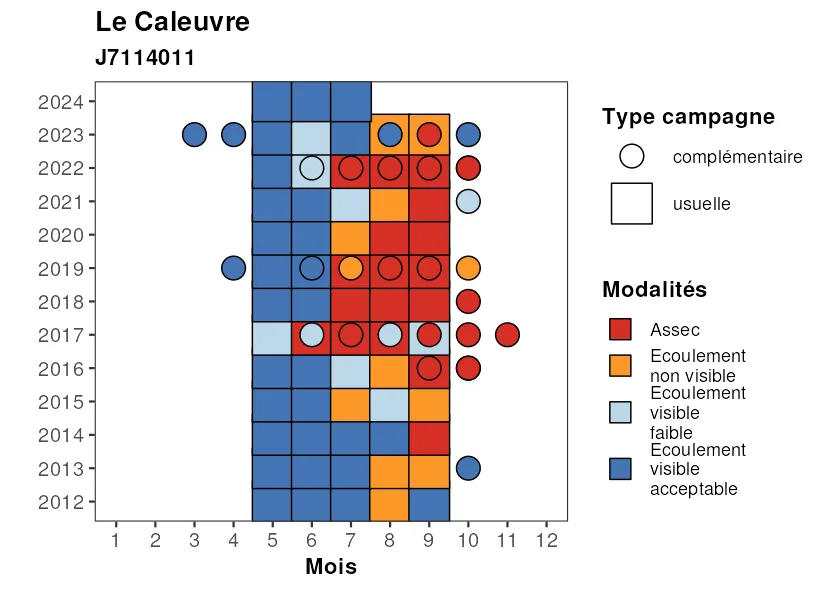 Le Caleuvre
J7114011
2024
2023
2022
2021
2020
2019
2018
2017
2016
2015
2014
2013
2012
1 2 3 4 5 6 7 8 9 10 11 12
Mois
Type campagne
complémentaire
usuelle
Modalités
Assec
Ecoulement
non visible
Ecoulement
visible
faible
Ecoulement
visible
acceptable